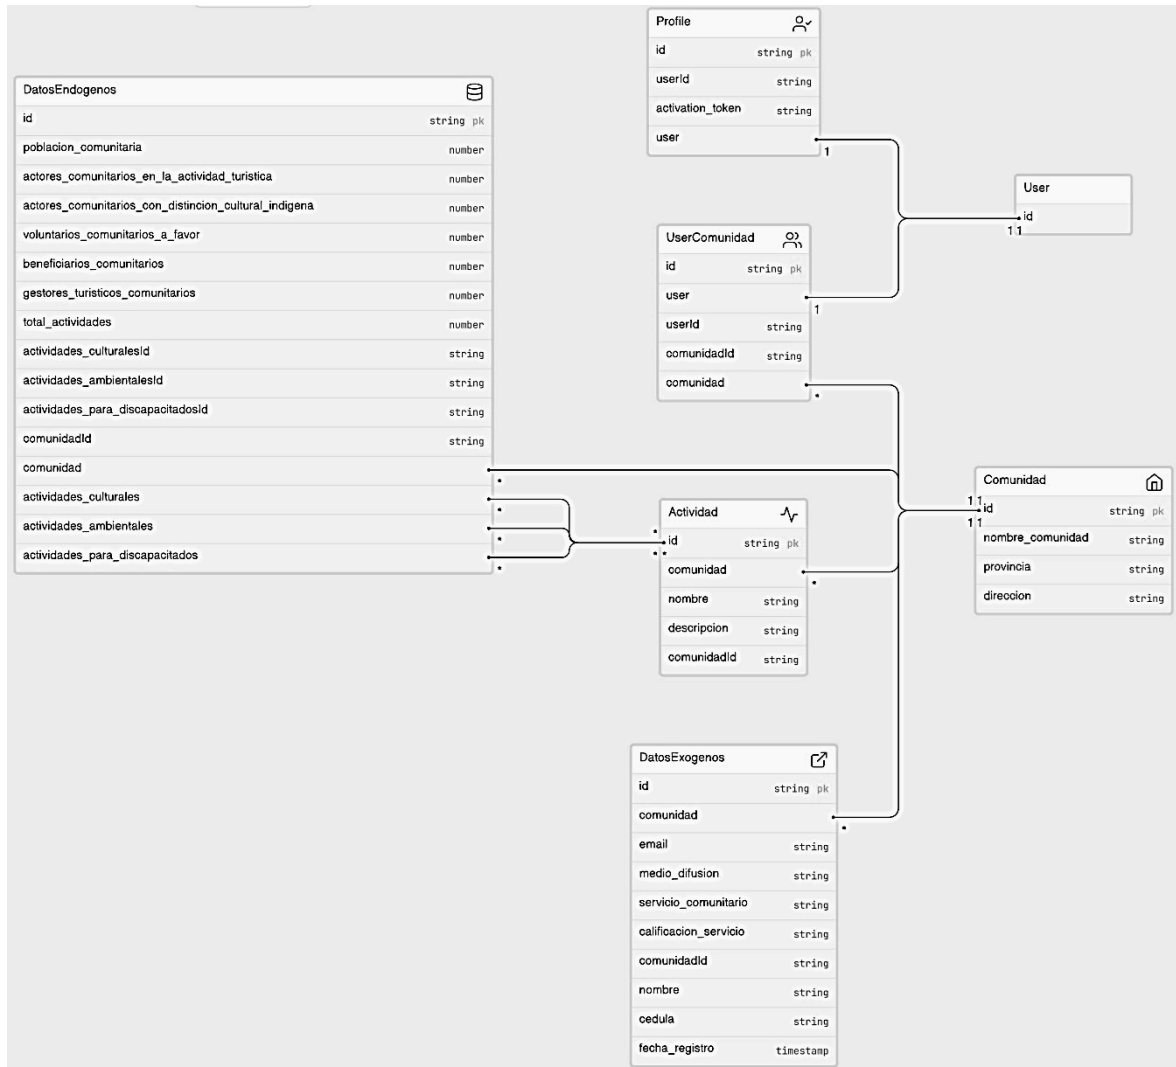 Profile
id string pk
userId string
activation_token string
user
1
DatosEndogenos
id string pk
poblacion_comunitaria number
actores_comunitarios_en_la_actividad_turistica number
actores_comunitarios_con_distincion_cultural_indigena number
voluntarios_comunitarios_a_favor number
beneficiarios_comunitarios number
gestores_turisticos_comunitarios number
total_actividades number
actividades_culturalesId string
actividades_ambientalesId string
actividades_para_discapacitadosId string
comunidadId string
comunidad
*
actividades_culturales
*
actividades_ambientales
*
actividades_para_discapacitados
*
User
id
1 1
UserComunidad
id string pk
user
1
userId string
comunidadId string
comunidad
*
Comunidad
1 1
id string pk
1 1
nombre_comunidad string
provincia string
direccion string
Actividad
*
id string pk
* *
comunidad
*
nombre string
descripcion string
comunidadId string
DatosExogenos
id string pk
comunidad
*
email string
medio_difusion string
servicio_comunitario string
calificacion_servicio string
comunidadId string
nombre string
cedula string
fecha_registro timestamp